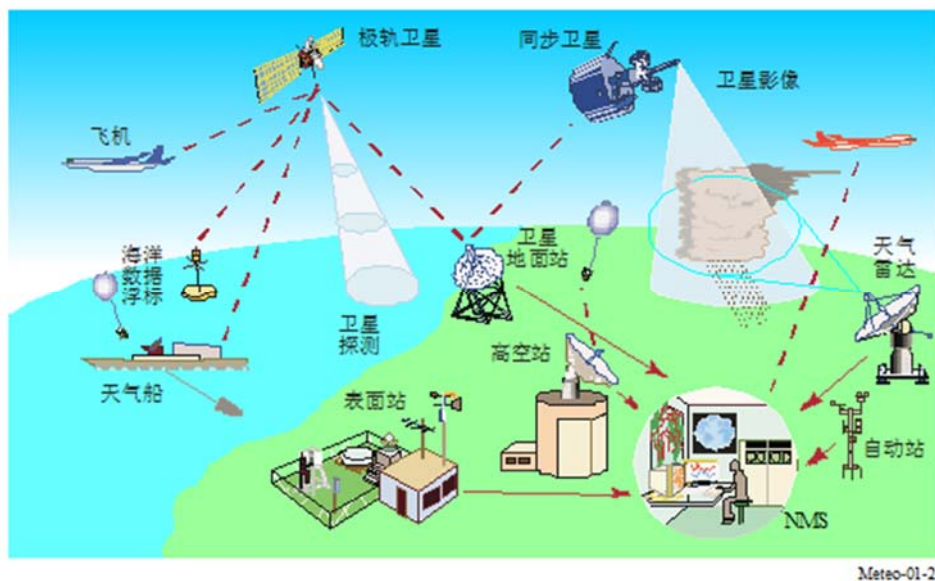 极轨卫星
同步卫星
卫星影像
飞机
海洋
数据
浮标
卫星
地面站
天气
雷达
卫星
探测
天气船
高空站
表面站
自动站
NMS
Meteo-01-2